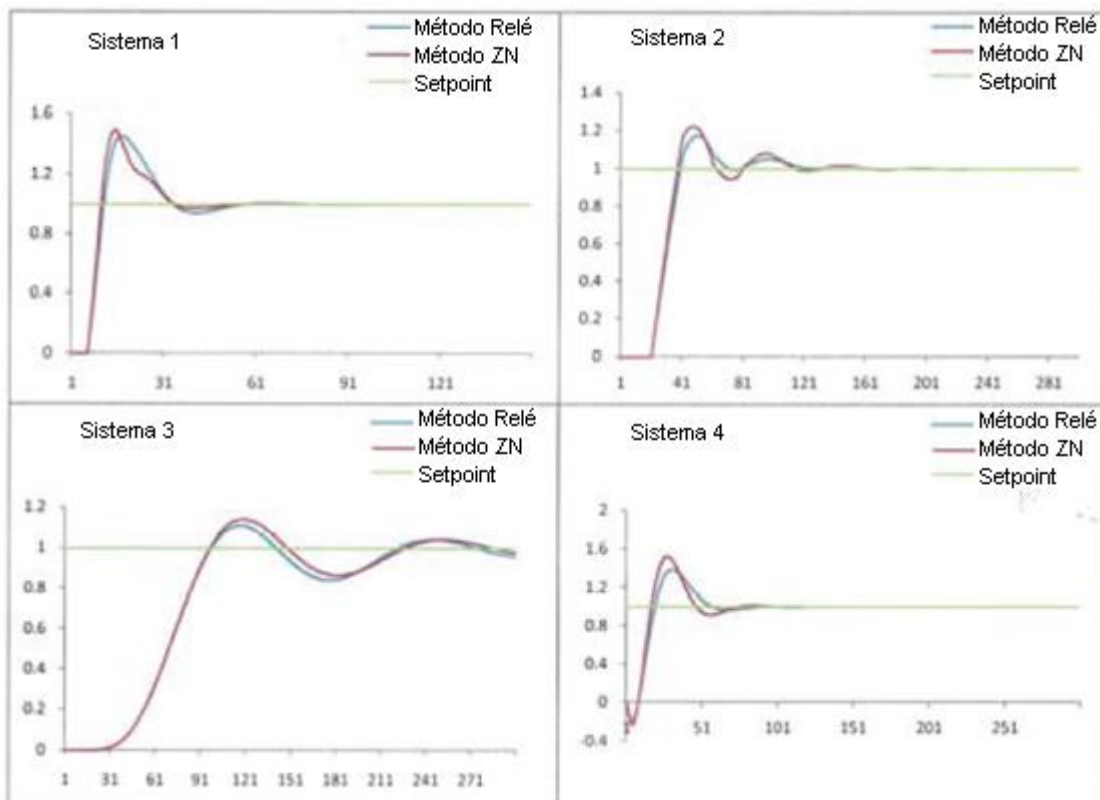 Sistema 1
Método Relé
Método ZN
Setpoint
1.6
1.2
0.8
0.4
0
1 31 61 91 121
Sistema 2
Método Relé
Método ZN
Setpoint
1.4
1.2
1
0.8
0.6
0.4
0.2
0
1 41 81 121 161 201 241 281
Sistema 3
Método Relé
Método ZN
Setpoint
1.2
1
0.8
0.6
0.4
0.2
0
1 31 61 91 121 151 181 211 241 271
Sistema 4
Método Relé
Método ZN
Setpoint
2
1.6
1.2
0.8
0.4
0
-0.4
1 51 101 151 201 251